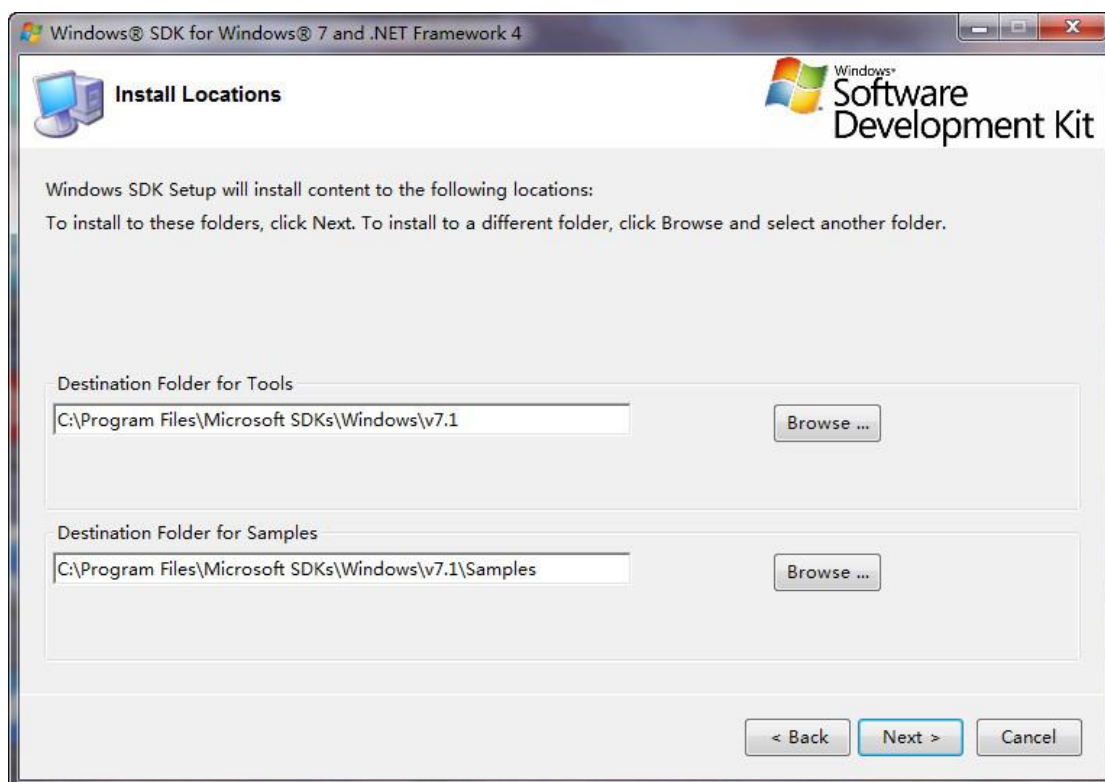 Windows® SDK for Windows® 7 and .NET Framework 4
Install Locations
Windows®
Software
Development Kit
Windows SDK Setup will install content to the following locations:
To install to these folders, click Next. To install to a different folder, click Browse and select another folder.
Destination Folder for Tools
C:\Program Files\Microsoft SDKs\Windows\v7.1
Browse ...
Destination Folder for Samples
C:\Program Files\Microsoft SDKs\Windows\v7.1\Samples
Browse ...
< Back
Next >
Cancel